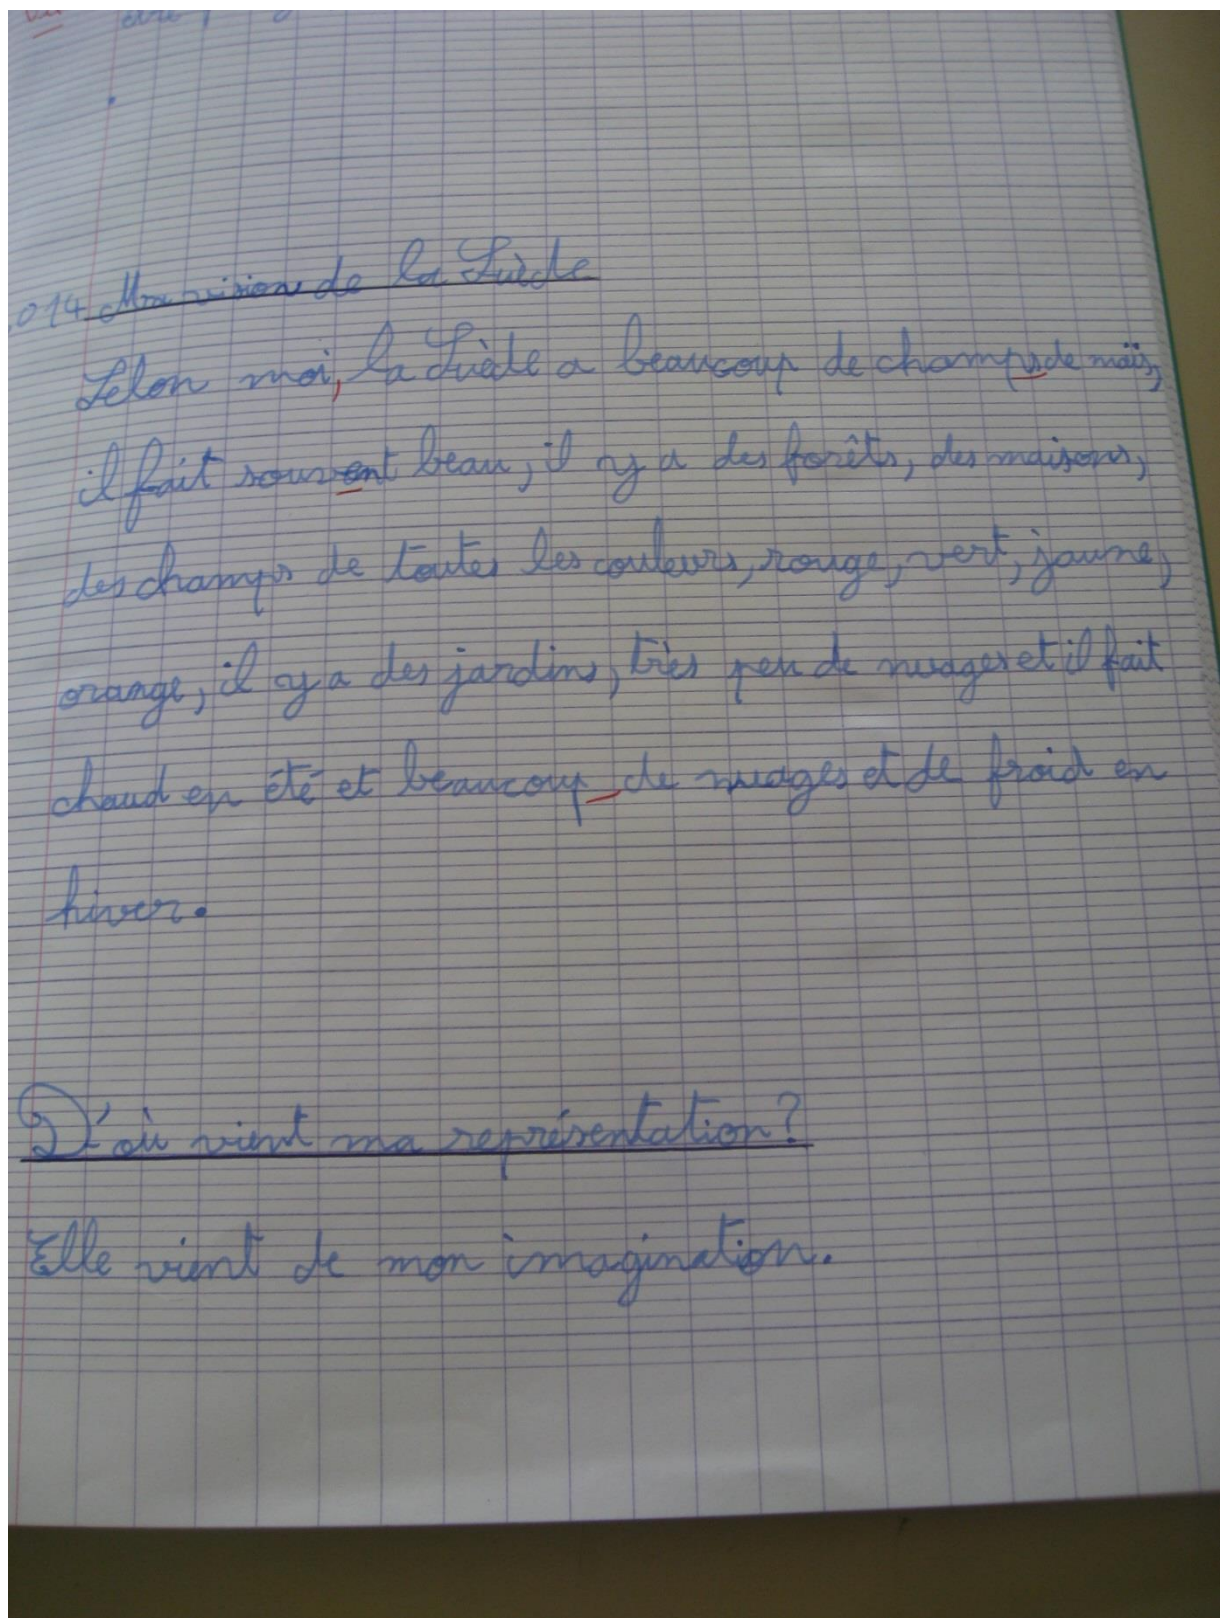 014 Ma vision de la Suède
Selon moi, la Suède a beaucoup de champs de maïs,
il fait souvent beau, il y a des forêts, des maisons,
des champs de toutes les couleurs, rouge, vert, jaune,
orange, il y a des jardins, très peu de nuages et il fait
chaud en été et beaucoup de nuages et de froid en
hiver.
D'où vient ma représentation ?
Elle vient de mon imagination.